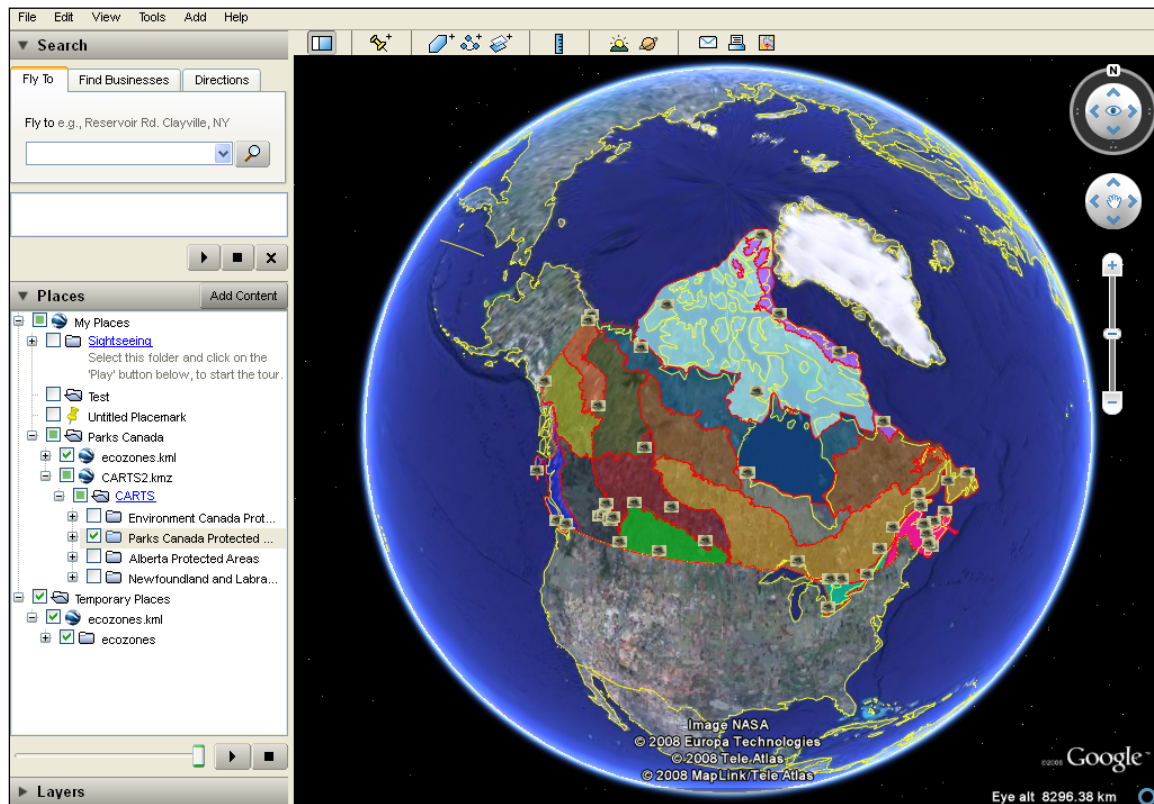 File Edit View Tools Add Help
Search
Fly To Find Businesses Directions
Fly to e.g., Reservoir Rd. Clayville, NY
Places Add Content
My Places
Sightseeing
Select this folder and click on the
'Play' button below, to start the tour.
Test
Untitled Placemark
Parks Canada
ecozones.kml
CARTS2.kmz
CARTS
Environment Canada Prot...
Parks Canada Protected ...
Alberta Protected Areas
Newfoundland and Labra...
Temporary Places
ecozones.kml
ecozones
Layers
N
Image NASA
© 2008 Europa Technologies
© 2008 Tele Atlas
© 2008 MapLink/Tele Atlas
©2008 Google™
Eye alt 8296.38 km